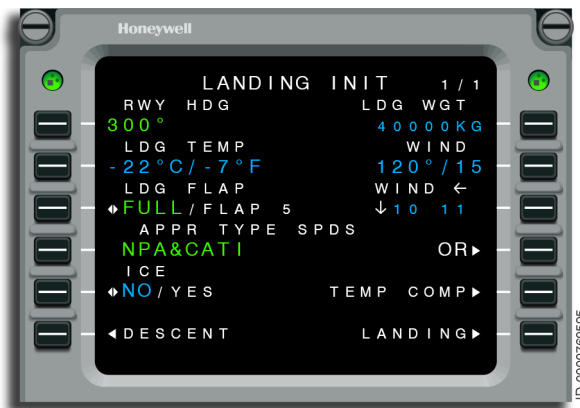 Honeywell
LANDING INIT 1/1
RWY HDG LDG WGT
300° 40000KG
LDG TEMP WIND
-22°C/-7°F 120°/15
LDG FLAP WIND ←
FULL/FLAP 5 ↓10 11
APPR TYPE SPDS
NPA&CATI OR▶
ICE
NO/YES TEMP COMP▶
◀DESCENT LANDING▶